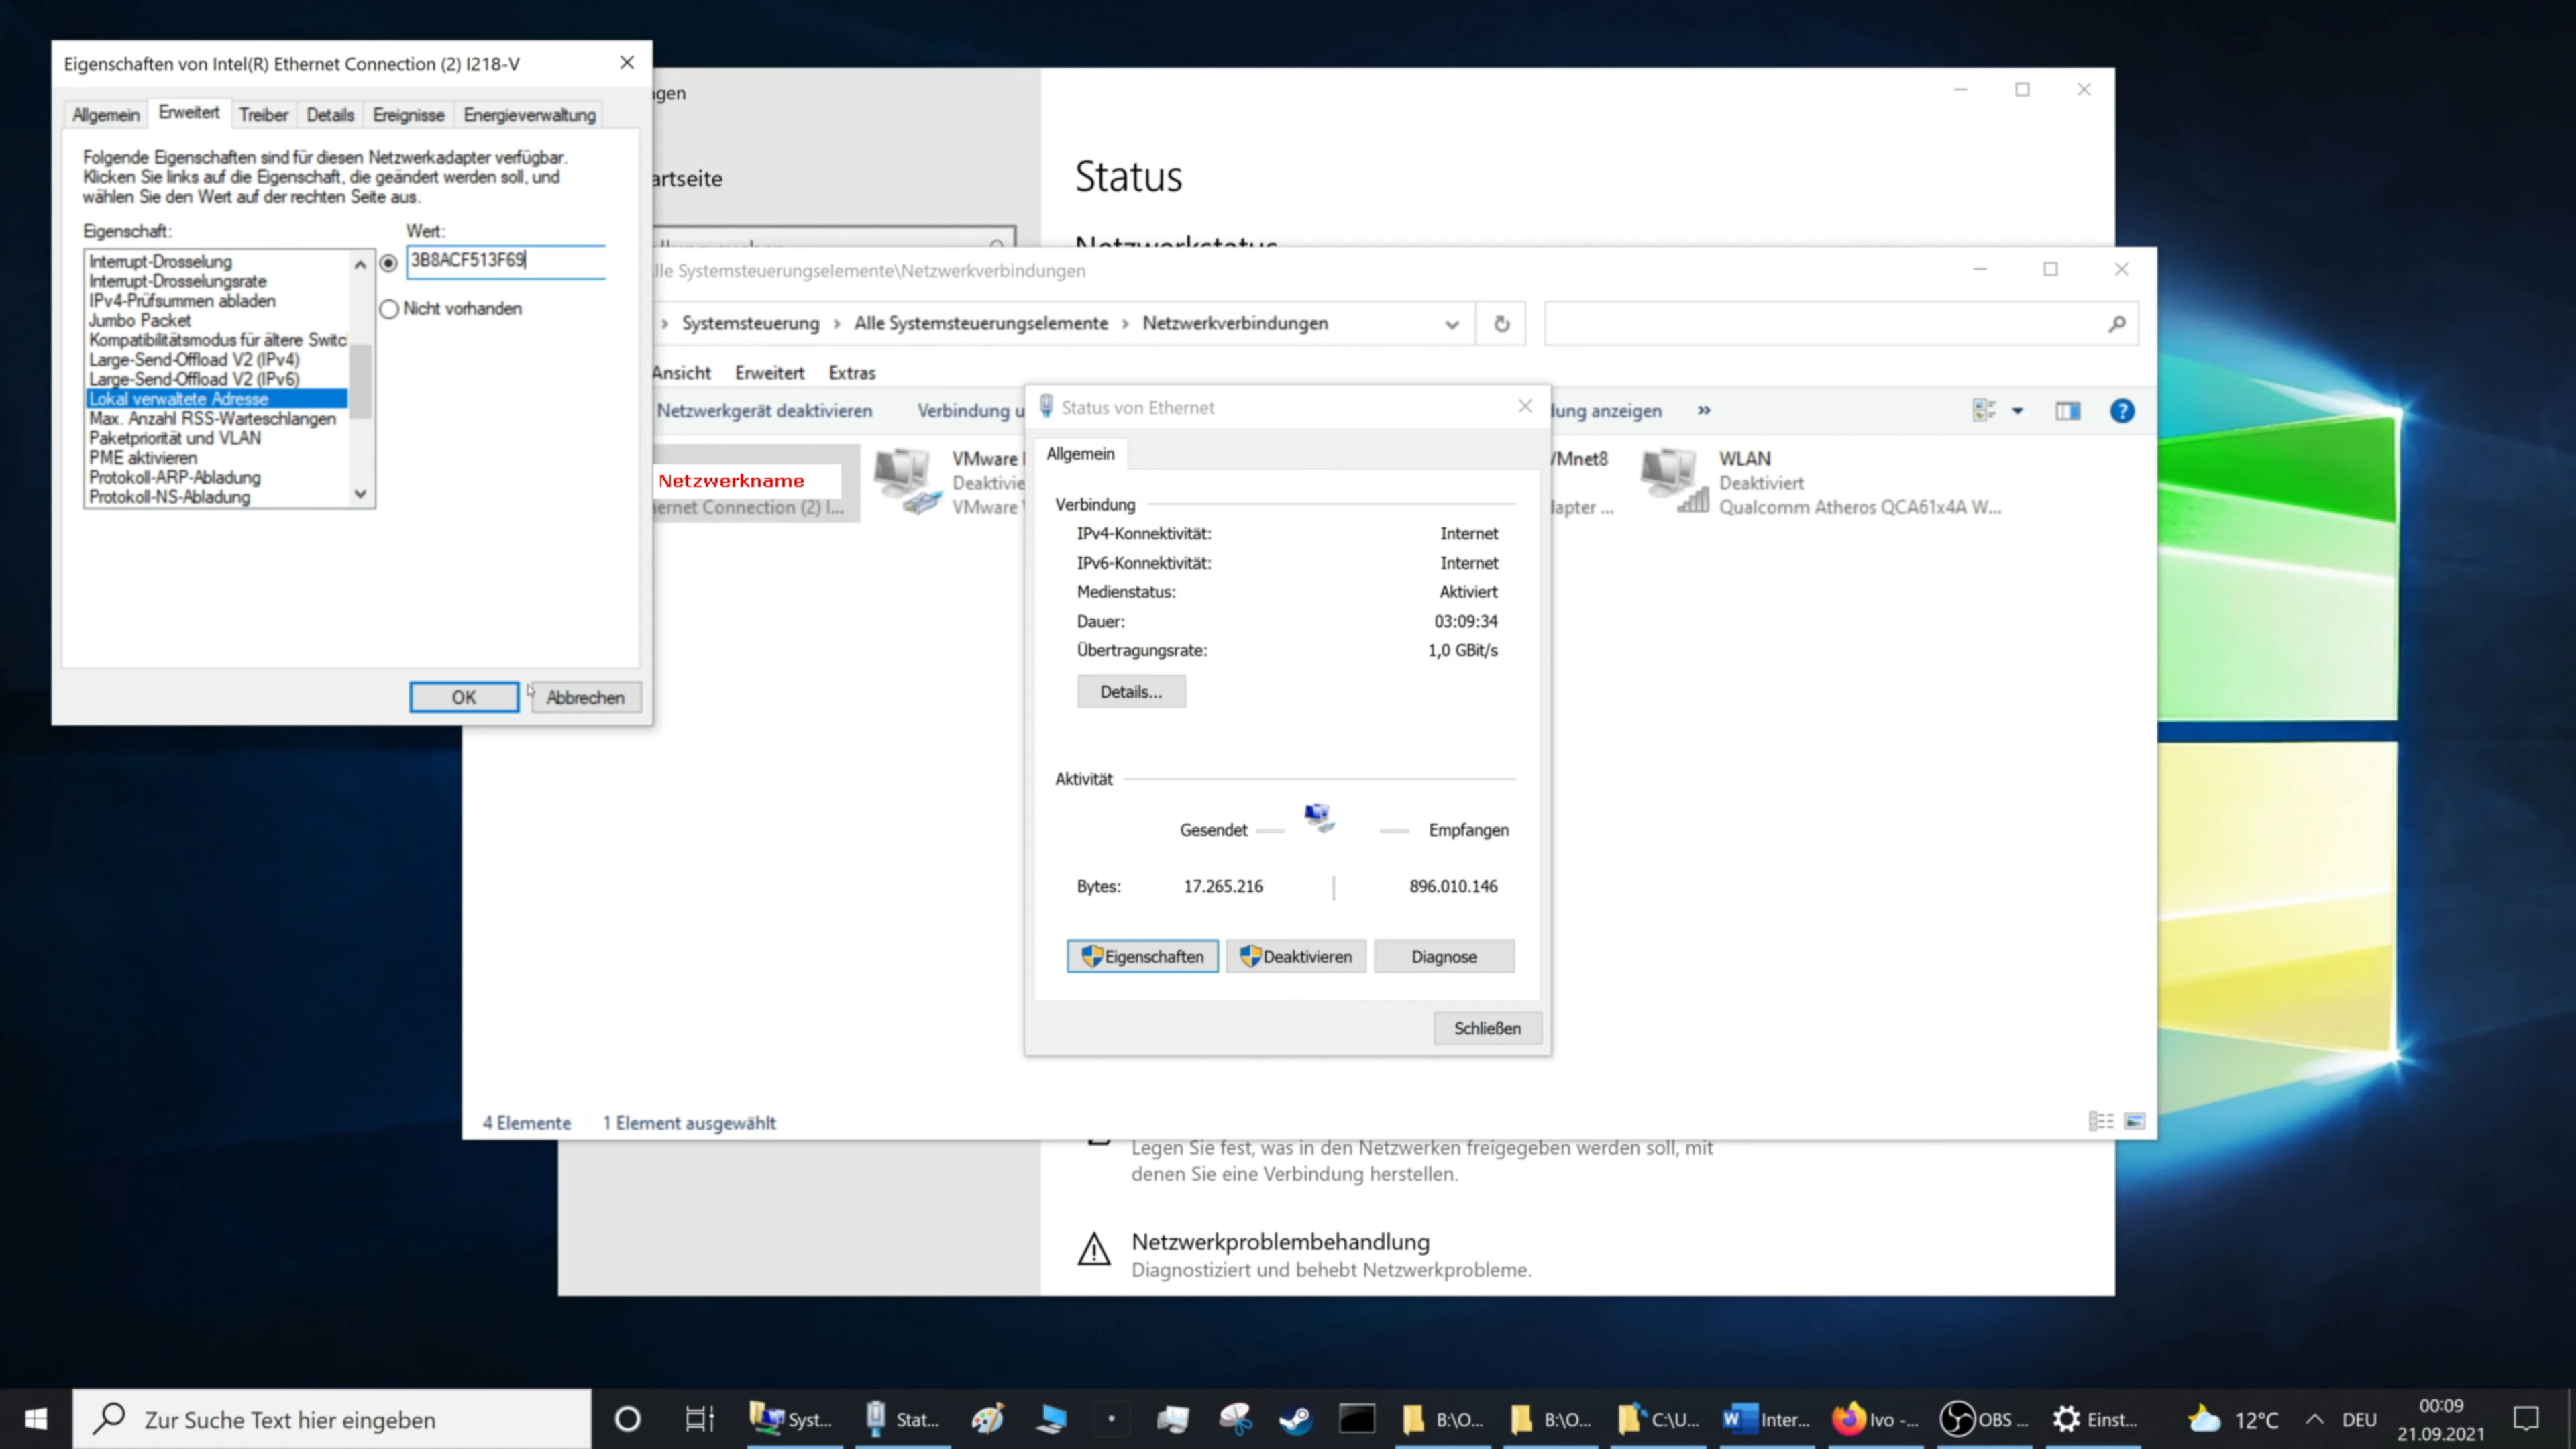 Eigenschaften von Intel(R) Ethernet Connection (2) I218-V
Allgemein Erweitert Treiber Details Ereignisse Energieverwaltung
Folgende Eigenschaften sind für diesen Netzwerkadapter verfügbar.
Klicken Sie links auf die Eigenschaft, die geändert werden soll, und
wählen Sie den Wert auf der rechten Seite aus.
Eigenschaft: Wert:
3B8ACF513F69
Nicht vorhanden
Interrupt-Drosselung
Interrupt-Drosselungsrate
IPv4-Prüfsummen abladen
Jumbo Packet
Kompatibilitätsmodus für ältere Switc
Large-Send-Offload V2 (IPv4)
Large-Send-Offload V2 (IPv6)
Lokal verwaltete Adresse
Max. Anzahl RSS-Warteschlangen
Paketpriorität und VLAN
PME aktivieren
Protokoll-ARP-Abladung
Protokoll-NS-Abladung
OK Abbrechen
ngen
artseite
Status
Netzwerkstatus
lle Systemsteuerungselemente\Netzwerkverbindungen
Systemsteuerung Alle Systemsteuerungselemente Netzwerkverbindungen
Ansicht Erweitert Extras
Netzwerkgerät deaktivieren Verbindung u dung anzeigen »
Netzwerkname
ernet Connection (2) I...
VMware
Deaktivie
VMware
VMnet8
lapter ...
WLAN
Deaktiviert
Qualcomm Atheros QCA61x4A W...
Status von Ethernet
Allgemein
Verbindung
IPv4-Konnektivität: Internet
IPv6-Konnektivität: Internet
Medienstatus: Aktiviert
Dauer: 03:09:34
Übertragungsrate: 1,0 GBit/s
Details...
Aktivität
Gesendet Empfangen
Bytes: 17.265.216 896.010.146
Eigenschaften Deaktivieren Diagnose
Schließen
4 Elemente 1 Element ausgewählt
Legen Sie fest, was in den Netzwerken freigegeben werden soll, mit
denen Sie eine Verbindung herstellen.
Netzwerkproblembehandlung
Diagnostiziert und behebt Netzwerkprobleme.
Zur Suche Text hier eingeben
Syst... Stat... B:\O... B:\O... C:\U... Inter... Ivo -... OBS ... Einst... 12°C DEU 00:09
21.09.2021